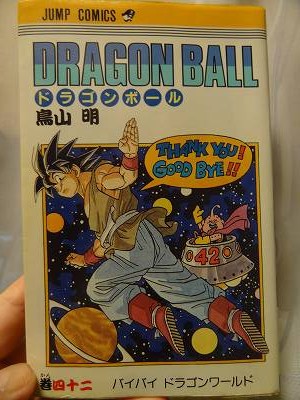 JUMP COMICS
DRAGON BALL
ドラゴンボール
鳥山 明
THANK YOU!
GOOD BYE!!
42
巻四十二
バイバイ ドラゴンワールド